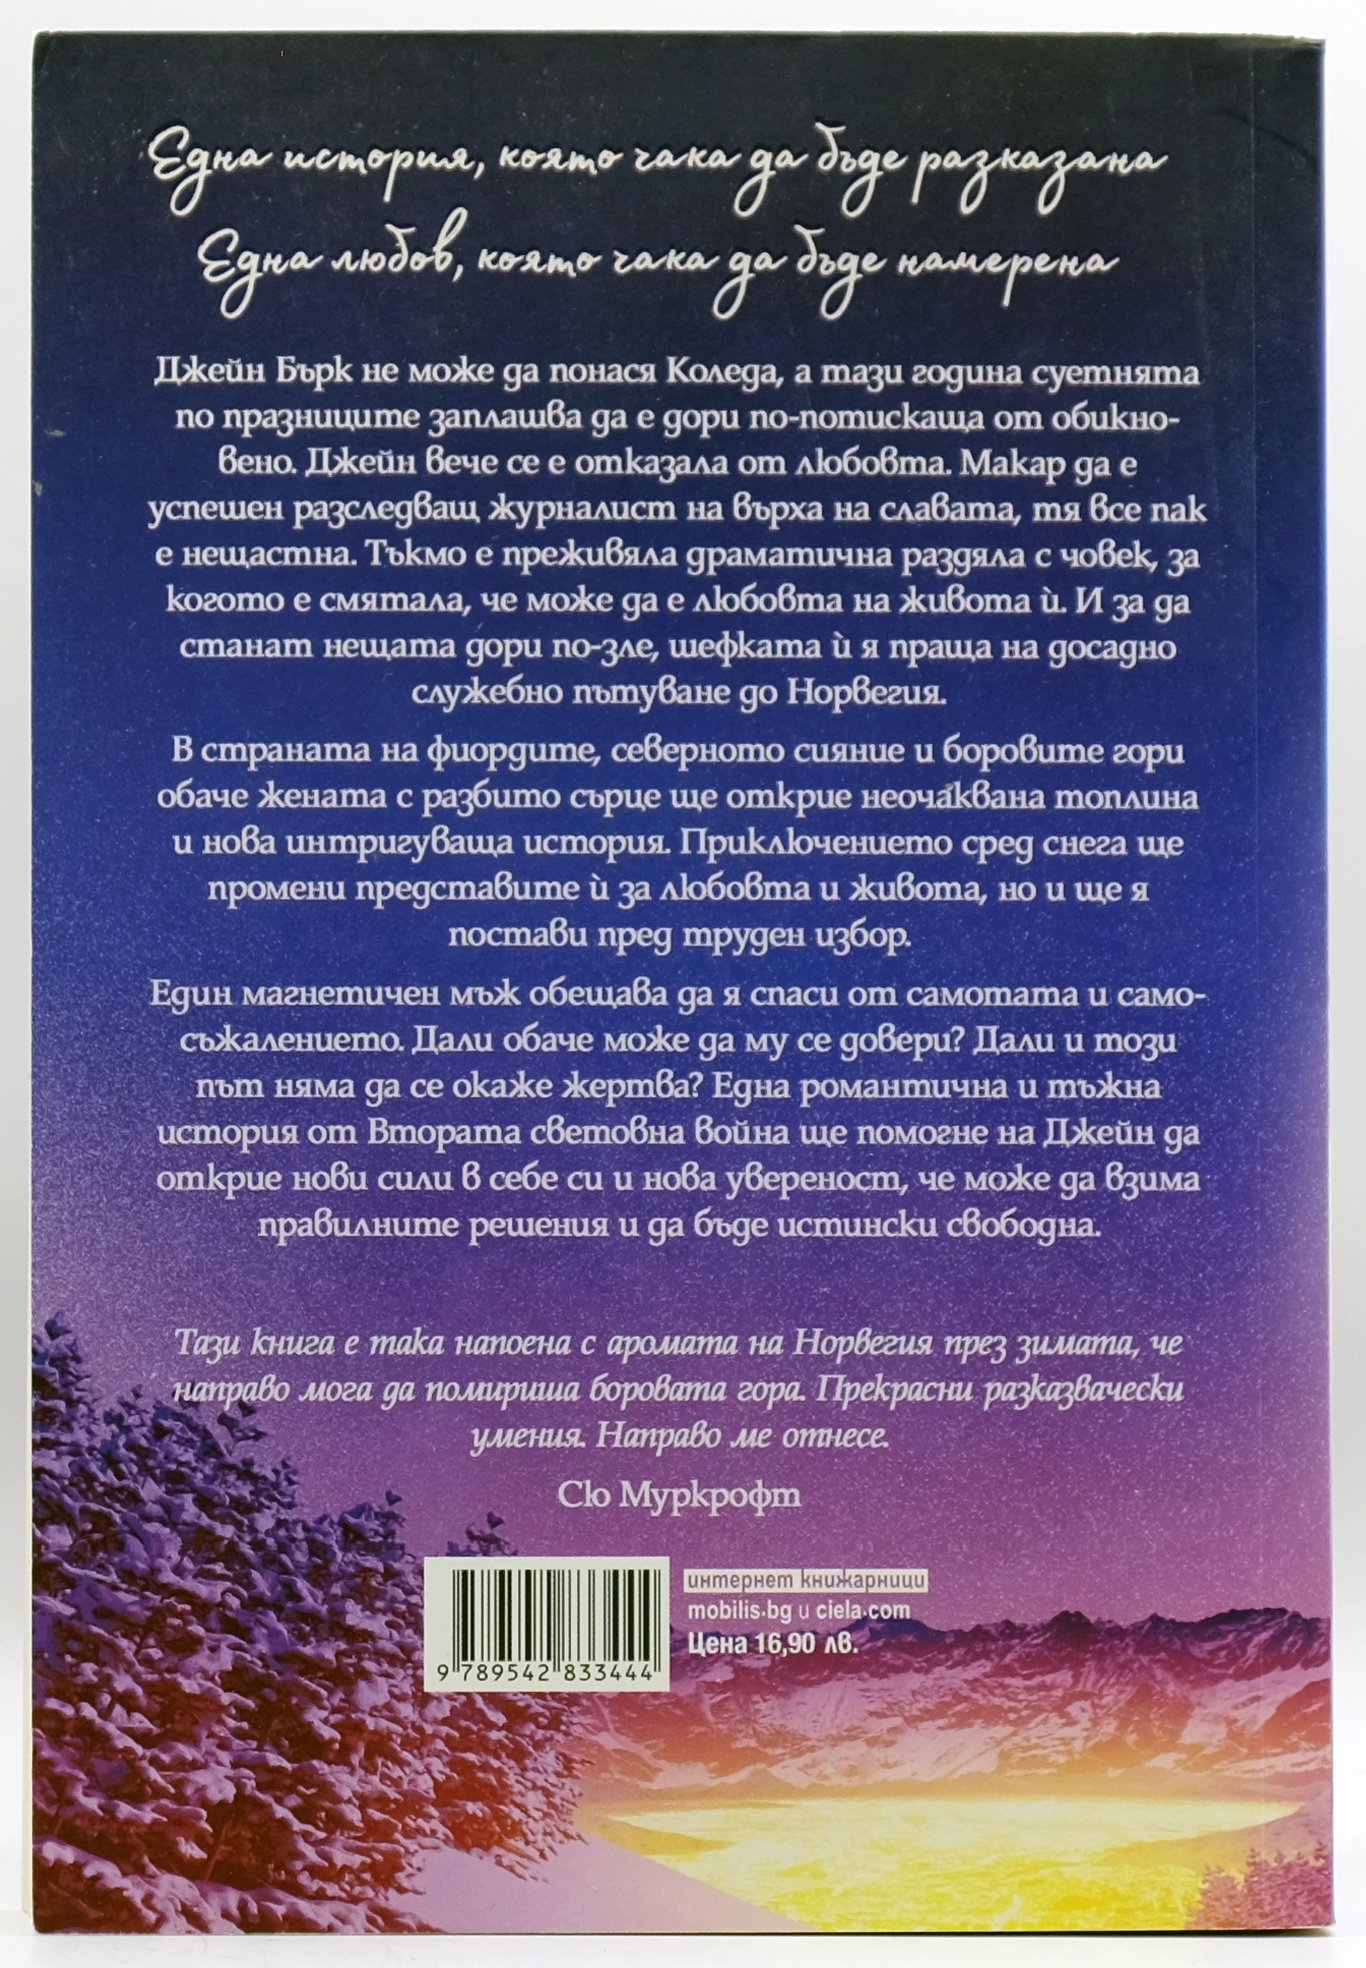 Една история, която чака да бъде разказана
Една любов, която чака да бъде намерена
Джейн Бърк не може да понася Коледа, а тази година суетнята
по празниците заплашва да е дори по-потискаща от обикно-
вено. Джейн вече се е отказала от любовта. Макар да е
успешен разследващ журналист на върха на славата, тя все пак
е нещастна. Тъкмо е преживяла драматична раздяла с човек, за
когото е смятала, че може да е любовта на живота ѝ. И за да
станат нещата дори по-зле, шефката ѝ я праща на досадно
служебно пътуване до Норвегия.
В страната на фиордите, северното сияние и боровите гори
обаче жената с разбито сърце ще открие неочаквана топлина
и нова интригуваща история. Приключението сред снега ще
промени представите ѝ за любовта и живота, но и ще я
постави пред труден избор.
Един магнетичен мъж обещава да я спаси от самотата и само-
съжалението. Дали обаче може да му се довери? Дали и този
път няма да се окаже жертва? Една романтична и тъжна
история от Втората световна война ще помогне на Джейн да
открие нови сили в себе си и нова увереност, че може да взима
правилните решения и да бъде истински свободна.
Тази книга е така напоена с аромата на Норвегия през зимата, че
направо мога да помириша боровата гора. Прекрасни разказвачески
умения. Направо ме отнесе.
Сю Муркрофт
интернет книжарници
mobilis.bg и ciela.com
Цена 16,90 лв.
9 789542 833444